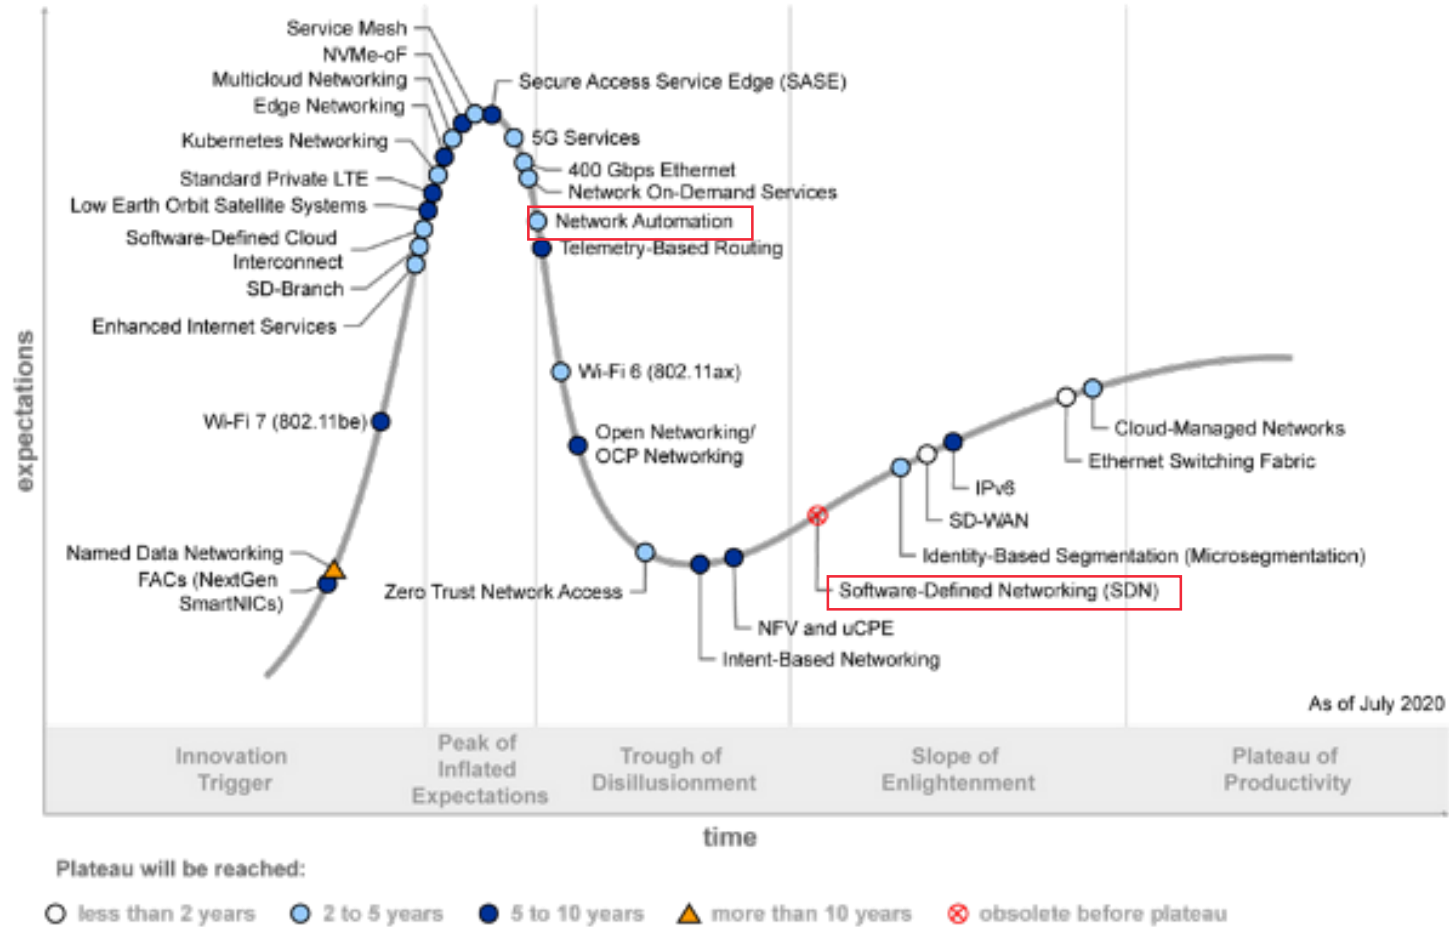 Service Mesh
NVMe-oF
Multicloud Networking
Edge Networking
Kubernetes Networking
Standard Private LTE
Low Earth Orbit Satellite Systems
Software-Defined Cloud
Interconnect
SD-Branch
Enhanced Internet Services
Wi-Fi 7 (802.11be)
Named Data Networking
FACs (NextGen
SmartNICs)
Secure Access Service Edge (SASE)
5G Services
400 Gbps Ethernet
Network On-Demand Services
Network Automation
Telemetry-Based Routing
Wi-Fi 6 (802.11ax)
Open Networking/
OCP Networking
Zero Trust Network Access
NFV and uCPE
Intent-Based Networking
Cloud-Managed Networks
Ethernet Switching Fabric
IPv6
SD-WAN
Identity-Based Segmentation (Microsegmentation)
Software-Defined Networking (SDN)
As of July 2020
expectations
Innovation
Trigger
Peak of
Inflated
Expectations
Trough of
Disillusionment
Slope of
Enlightenment
Plateau of
Productivity
time
Plateau will be reached:
less than 2 years
2 to 5 years
5 to 10 years
more than 10 years
obsolete before plateau